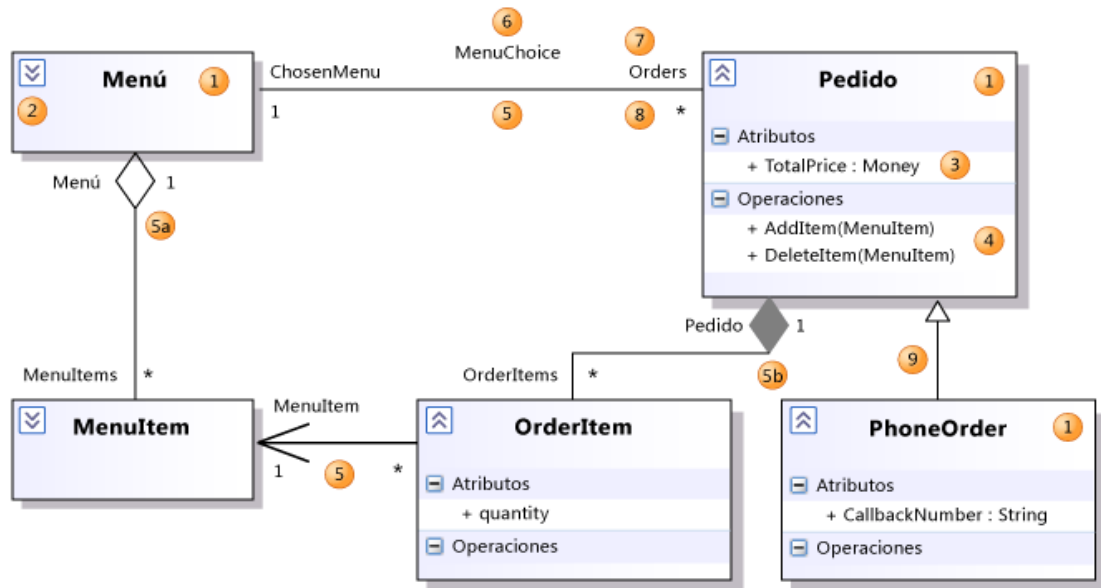 6
7
MenuChoice
Menú
1
2
ChosenMenu
Orders
1
5
8
*
Pedido
1
Atributos
+ TotalPrice : Money
3
Operaciones
+ AddItem(MenuItem)
4
+ DeleteItem(MenuItem)
Menú
1
5a
Pedido
1
9
MenuItems
*
OrderItems
*
5b
MenuItem
MenuItem
1
5
*
OrderItem
Atributos
+ quantity
Operaciones
PhoneOrder
1
Atributos
+ CallbackNumber : String
Operaciones